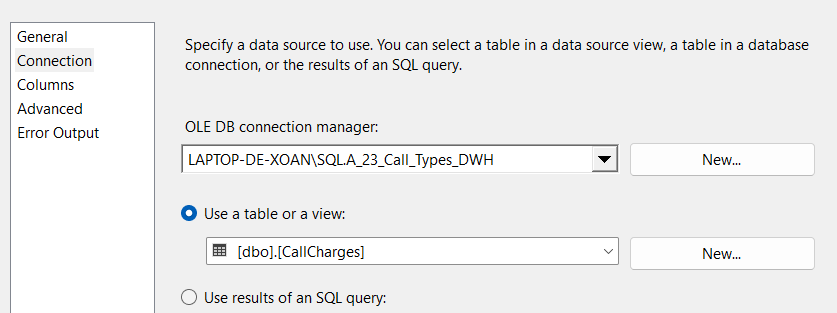 General
Connection
Columns
Advanced
Error Output
Specify a data source to use. You can select a table in a data source view, a table in a database
connection, or the results of an SQL query.
OLE DB connection manager:
LAPTOP-DE-XOAN\SQL.A_23_Call_Types_DWH
New...
Use a table or a view:
[dbo].[CallCharges]
New...
Use results of an SQL query: